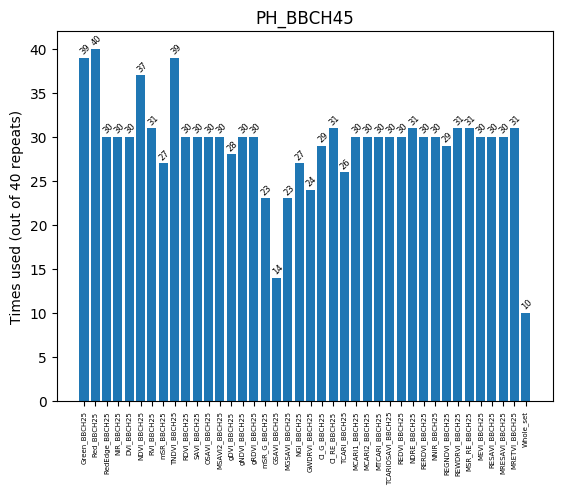 PH_BBCH45
Times used (out of 40 repeats)
40
35
30
25
20
15
10
5
0
39
40
30
30
30
37
31
27
39
30
30
30
30
28
30
30
23
14
23
27
24
29
31
26
30
30
30
30
30
31
30
30
29
31
31
30
30
30
31
10
Green_BBCH25
Red_BBCH25
RedEdge_BBCH25
NIR_BBCH25
DVI_BBCH25
NDVI_BBCH25
RVI_BBCH25
mSR_BBCH25
TNDVI_BBCH25
RDVI_BBCH25
SAVI_BBCH25
OSAVI_BBCH25
MSAVI2_BBCH25
gDVI_BBCH25
gNDVI_BBCH25
gRDVI_BBCH25
mSR_G_BBCH25
GSAVI_BBCH25
MGSAVI_BBCH25
NGI_BBCH25
GWDRVI_BBCH25
CI_G_BBCH25
CI_RE_BBCH25
TCARI_BBCH25
MCARI1_BBCH25
MCARI2_BBCH25
MTCARI_BBCH25
TCARIOSAVI_BBCH25
REDVI_BBCH25
NDRE_BBCH25
RERDVI_BBCH25
NNIR_BBCH25
REGNDVI_BBCH25
REWDRVI_BBCH25
MSR_RE_BBCH25
MEVI_BBCH25
RESAVI_BBCH25
MRESAVI_BBCH25
MRETVI_BBCH25
Whole_set